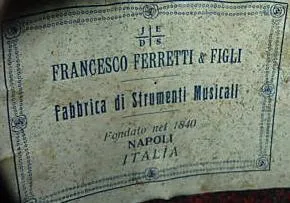 J E
D S
FRANCESCO FERRETTI & FIGLI
Fabbrica di Strumenti Musicali
Fondato nel 1840
NAPOLI
ITALIA